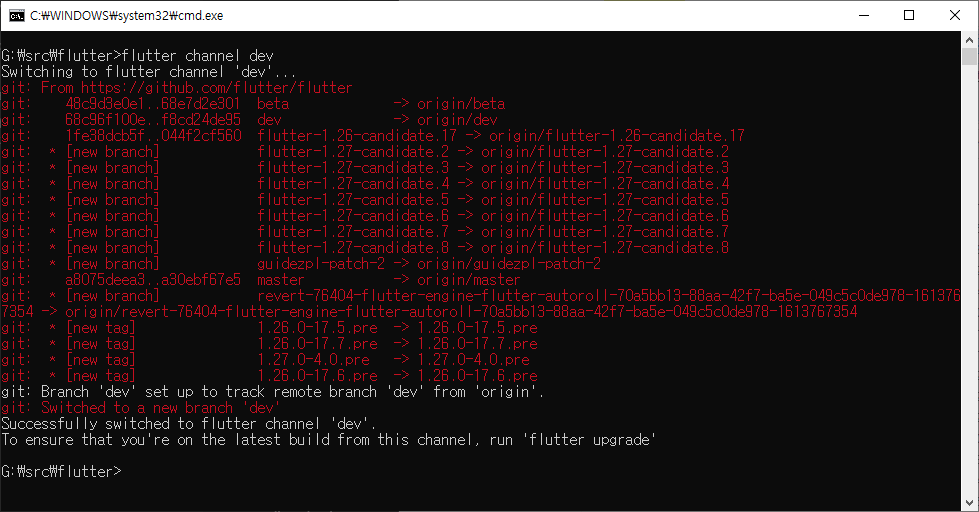 C:₩WINDOWS₩system32₩cmd.exe
G:₩src₩flutter>flutter channel dev
Switching to flutter channel 'dev'...
git: From https://github.com/flutter/flutter
git:    48c9d3e0e1..68e7d2e301  beta             -> origin/beta
git:    68c96f100e..f8cd24de95  dev              -> origin/dev
git:    1fe38dcb5f..044f2cf560  flutter-1.26-candidate.17 -> origin/flutter-1.26-candidate.17
git:  * [new branch]            flutter-1.27-candidate.2 -> origin/flutter-1.27-candidate.2
git:  * [new branch]            flutter-1.27-candidate.3 -> origin/flutter-1.27-candidate.3
git:  * [new branch]            flutter-1.27-candidate.4 -> origin/flutter-1.27-candidate.4
git:  * [new branch]            flutter-1.27-candidate.5 -> origin/flutter-1.27-candidate.5
git:  * [new branch]            flutter-1.27-candidate.6 -> origin/flutter-1.27-candidate.6
git:  * [new branch]            flutter-1.27-candidate.7 -> origin/flutter-1.27-candidate.7
git:  * [new branch]            flutter-1.27-candidate.8 -> origin/flutter-1.27-candidate.8
git:  * [new branch]            guidezpl-patch-2 -> origin/guidezpl-patch-2
git:    a8075deea3..a30ebf67e5  master           -> origin/master
git:  * [new branch]            revert-76404-flutter-engine-flutter-autoroll-70a5bb13-88aa-42f7-ba5e-049c5c0de978-161376
7354 -> origin/revert-76404-flutter-engine-flutter-autoroll-70a5bb13-88aa-42f7-ba5e-049c5c0de978-1613767354
git:  * [new tag]               1.26.0-17.5.pre  -> 1.26.0-17.5.pre
git:  * [new tag]               1.26.0-17.7.pre  -> 1.26.0-17.7.pre
git:  * [new tag]               1.27.0-4.0.pre   -> 1.27.0-4.0.pre
git:  * [new tag]               1.26.0-17.6.pre  -> 1.26.0-17.6.pre
git: Branch 'dev' set up to track remote branch 'dev' from 'origin'.
git: Switched to a new branch 'dev'
Successfully switched to flutter channel 'dev'.
To ensure that you're on the latest build from this channel, run 'flutter upgrade'
G:₩src₩flutter>